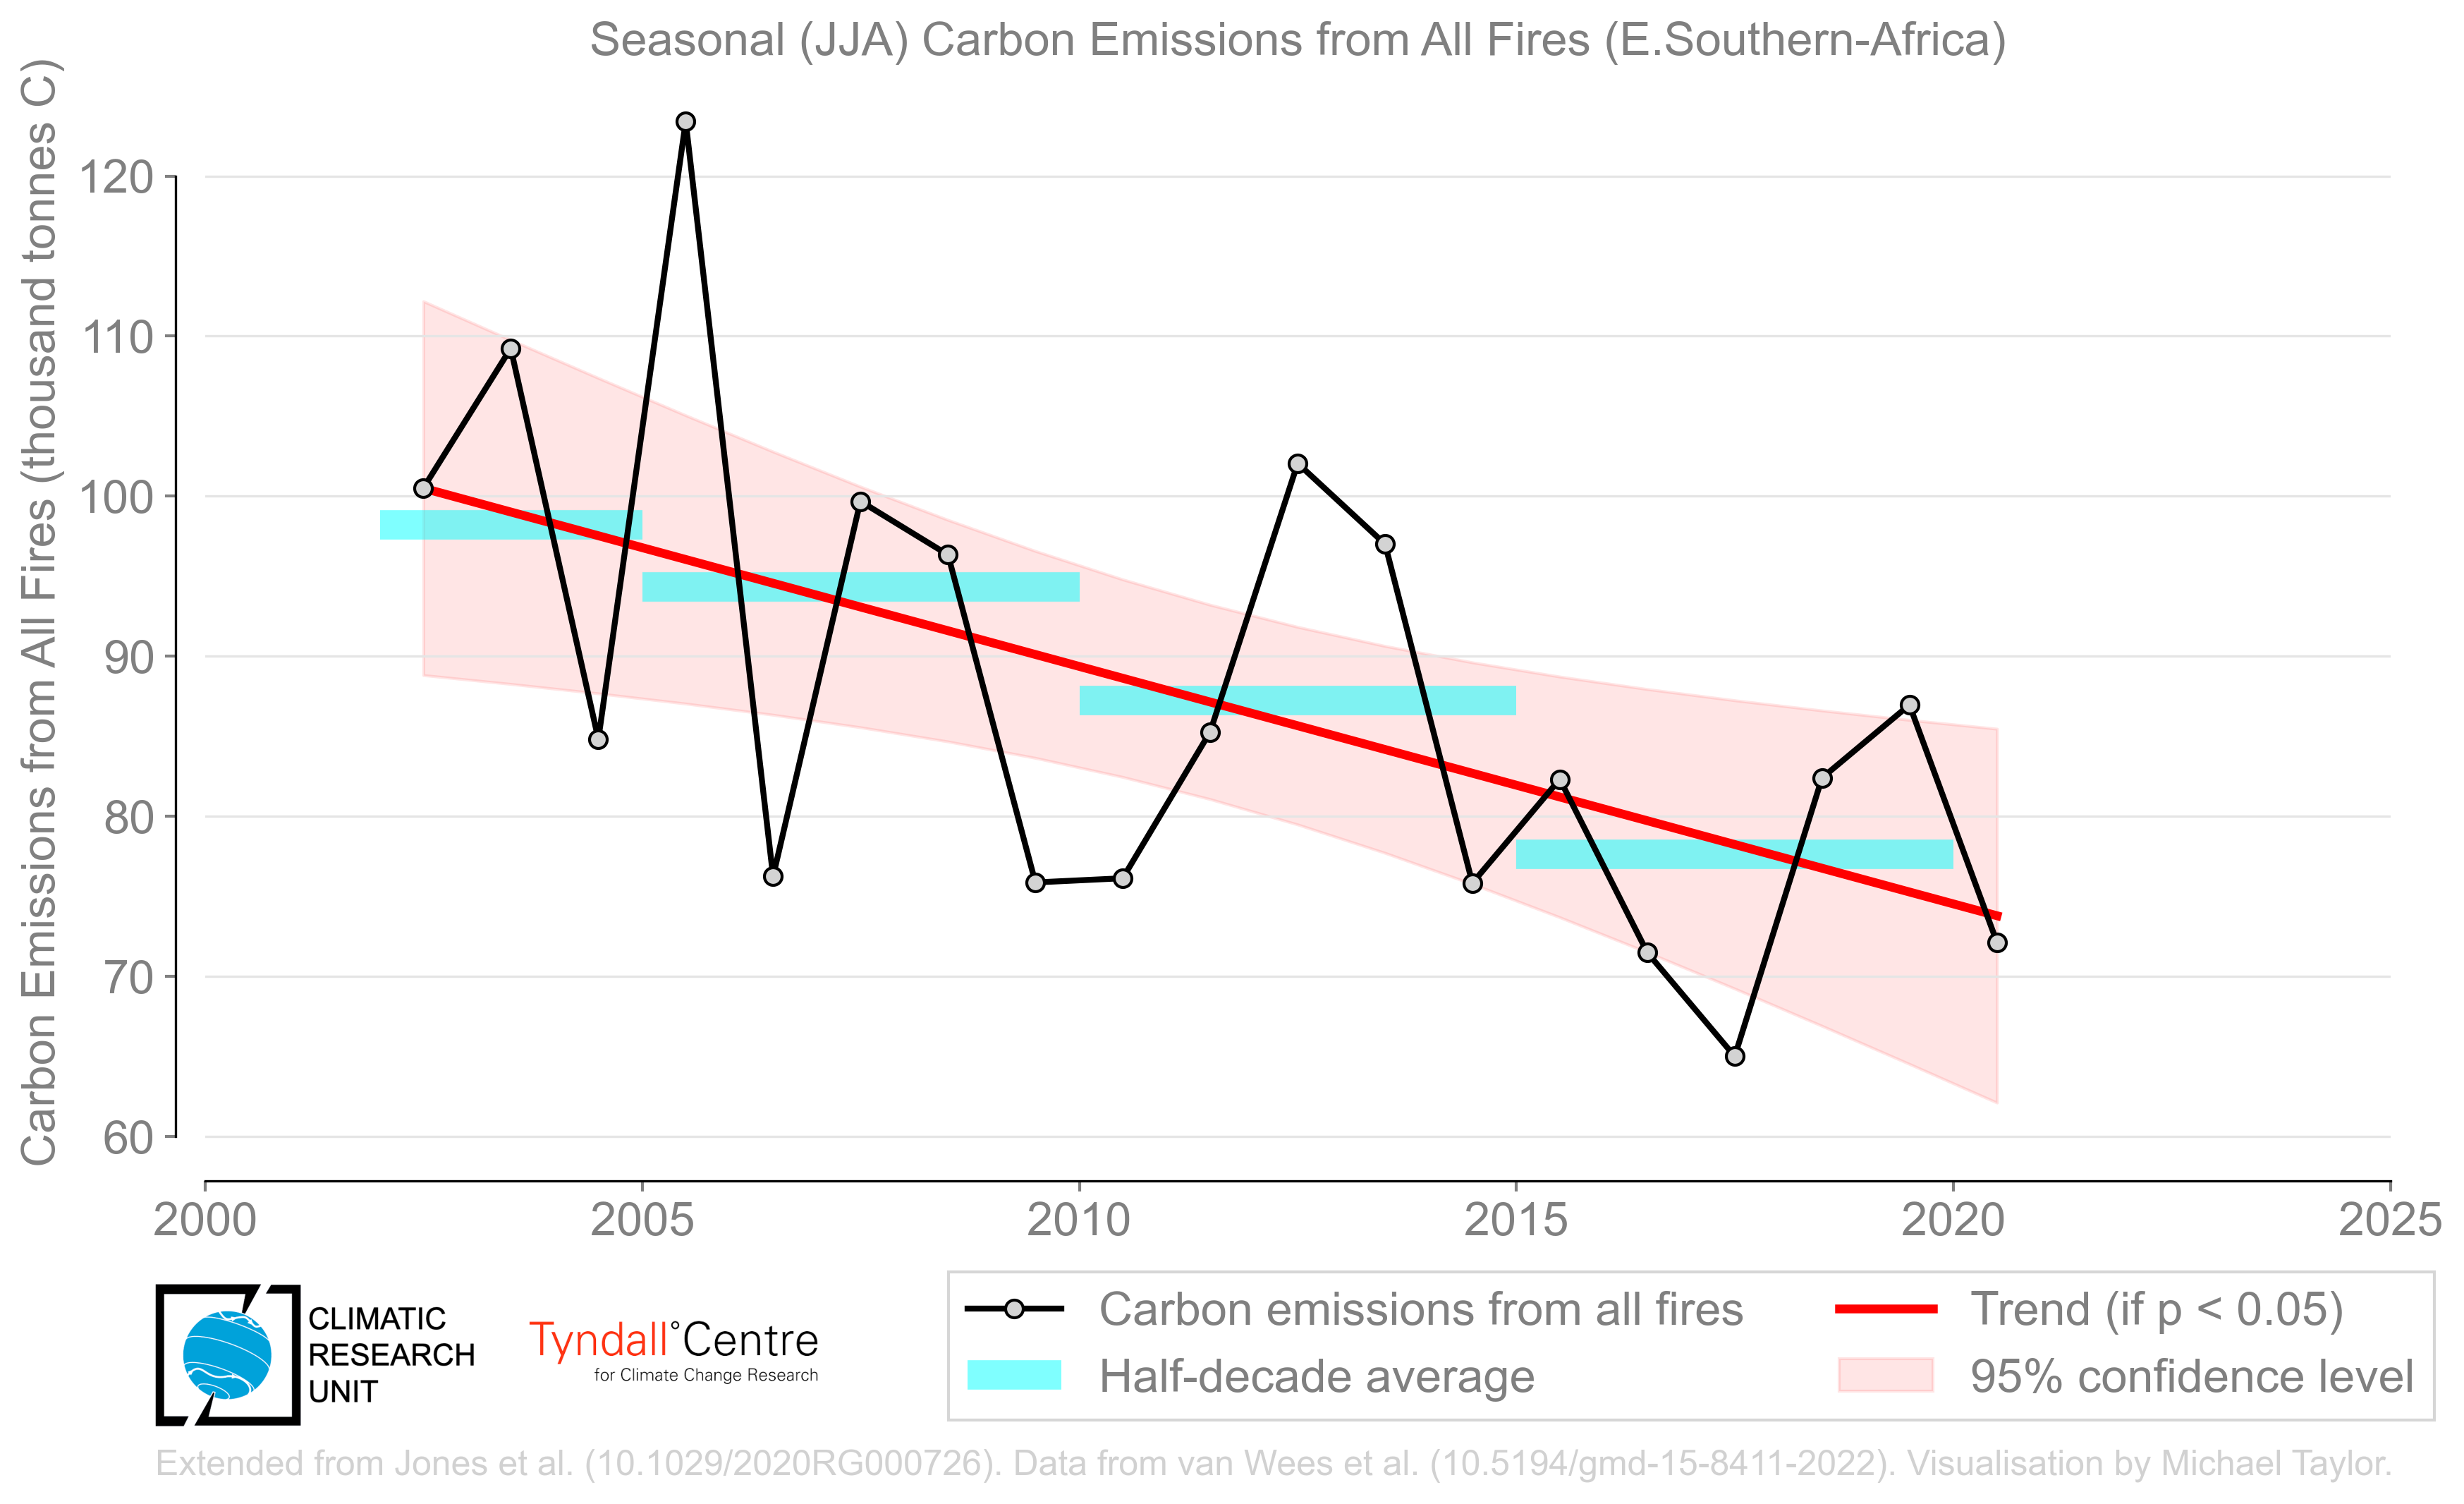 Seasonal (JJA) Carbon Emissions from All Fires (E.Southern-Africa)
Carbon Emissions from All Fires (thousand tonnes C)
120
110
100
90
80
70
60
2000 2005 2010 2015 2020 2025
Carbon emissions from all fires
Half-decade average
Trend (if p < 0.05)
95% confidence level
CLIMATIC
RESEARCH
UNIT
Tyndall°Centre
for Climate Change Research
Extended from Jones et al. (10.1029/2020RG000726). Data from van Wees et al. (10.5194/gmd-15-8411-2022). Visualisation by Michael Taylor.